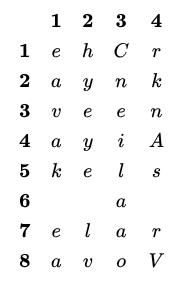 1 2 3 4
1 e h C r
2 a y n k
3 v e e n
4 a y i A
5 k e l s
6 a
7 e l a r
8 a v o V